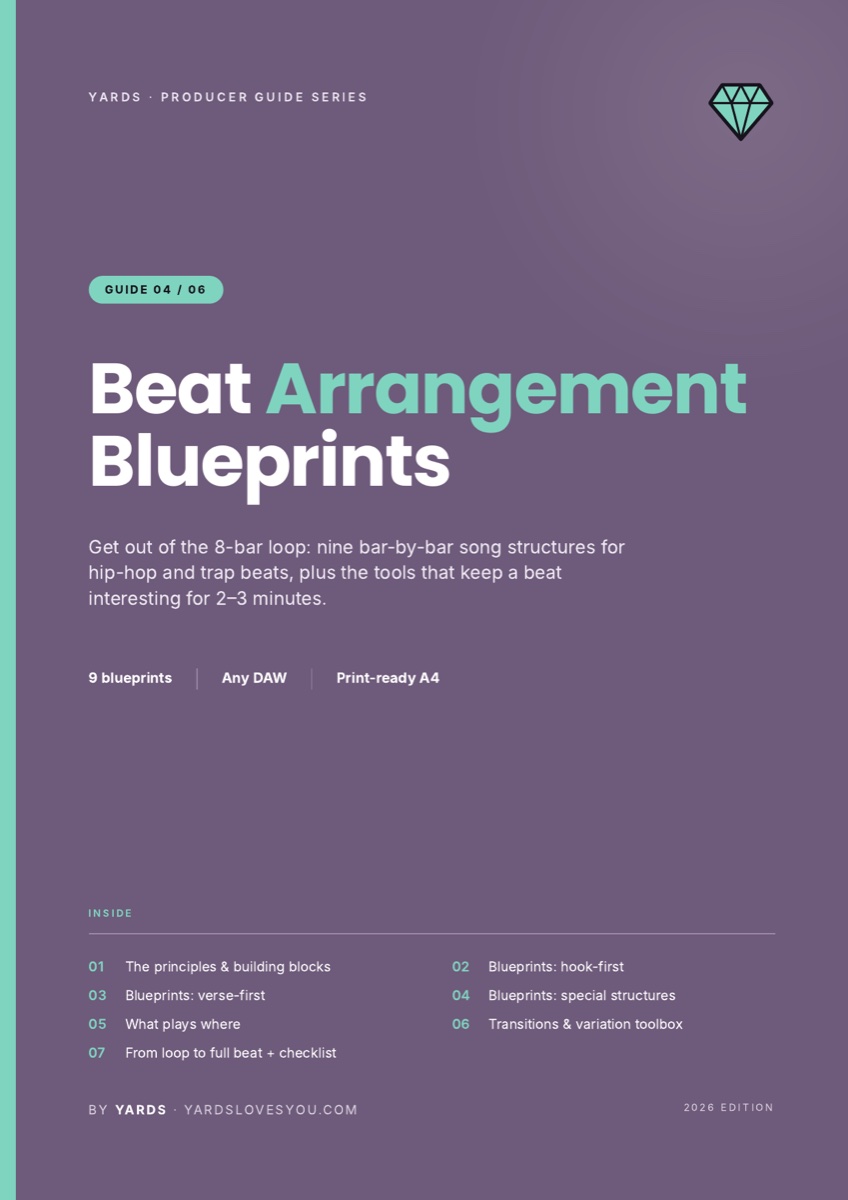 YARDS · PRODUCER GUIDE SERIES
GUIDE 04 / 06
Beat Arrangement
Blueprints
Get out of the 8-bar loop: nine bar-by-bar song structures for
hip-hop and trap beats, plus the tools that keep a beat
interesting for 2–3 minutes.
9 blueprints
Any DAW
Print-ready A4
INSIDE
01 The principles & building blocks
02 Blueprints: hook-first
03 Blueprints: verse-first
04 Blueprints: special structures
05 What plays where
06 Transitions & variation toolbox
07 From loop to full beat + checklist
BY YARDS · YARDSLOVESYOU.COM
2026 EDITION